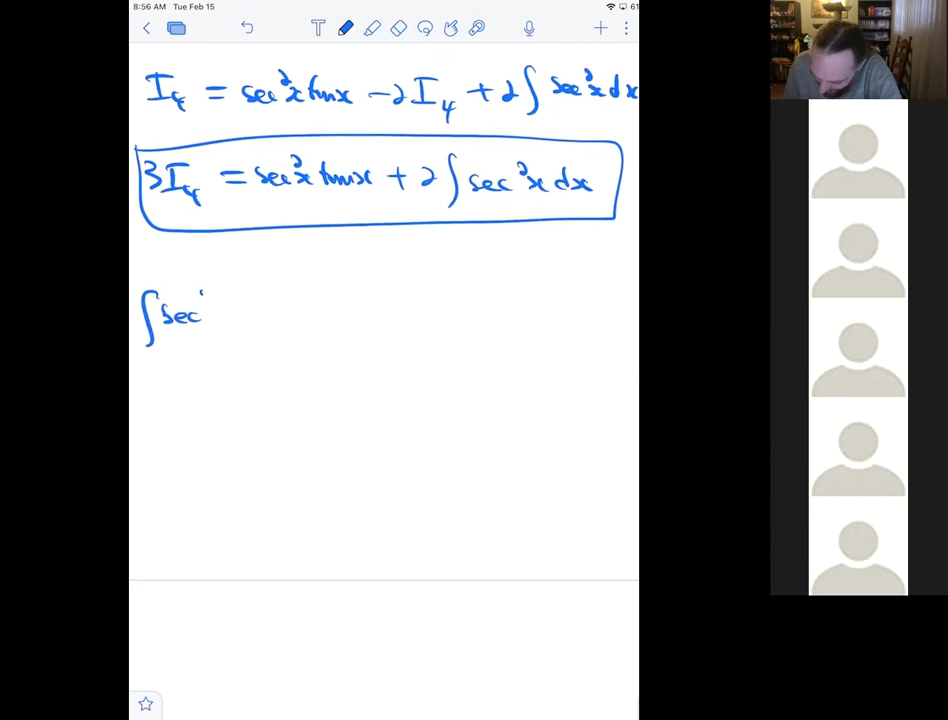 8:56 AM Tue Feb 15
61
T
I₄ = sec²x tanx − 2I₄ + 2∫ sec²x dx
3I₄ = sec²x tanx + 2∫ sec²x dx
∫sec